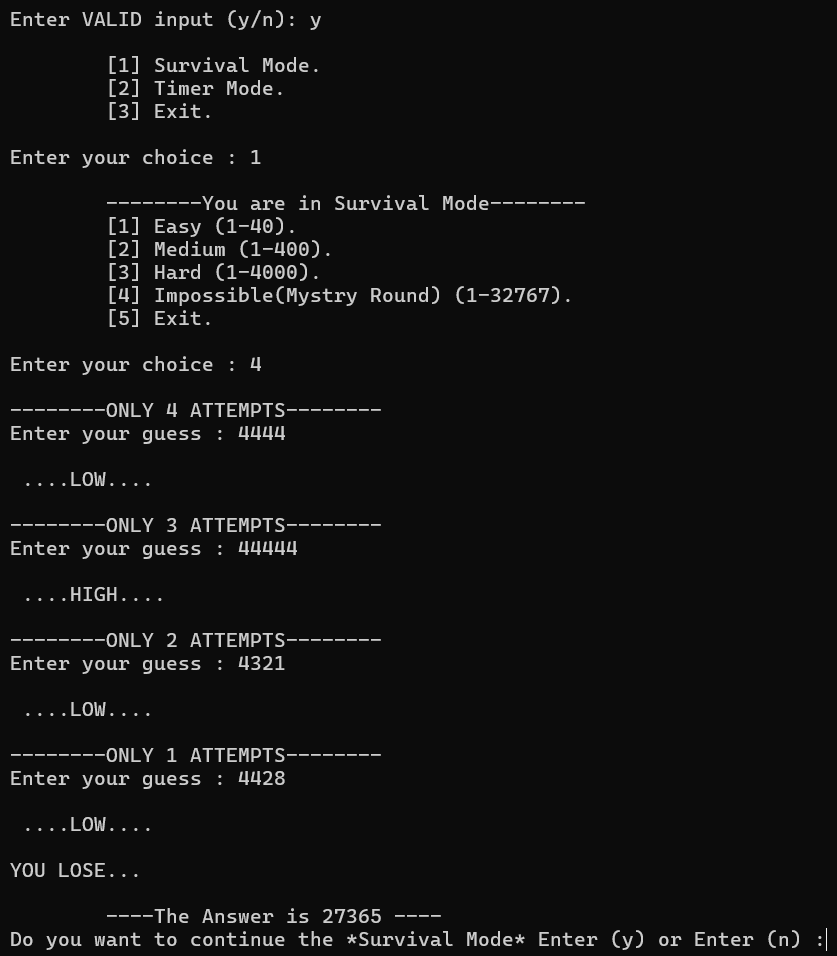 Enter VALID input (y/n): y
[1] Survival Mode.
[2] Timer Mode.
[3] Exit.
Enter your choice : 1
--------You are in Survival Mode--------
[1] Easy (1-40).
[2] Medium (1-400).
[3] Hard (1-4000).
[4] Impossible(Mystry Round) (1-32767).
[5] Exit.
Enter your choice : 4
--------ONLY 4 ATTEMPTS--------
Enter your guess : 4444
....LOW....
--------ONLY 3 ATTEMPTS--------
Enter your guess : 44444
....HIGH....
--------ONLY 2 ATTEMPTS--------
Enter your guess : 4321
....LOW....
--------ONLY 1 ATTEMPTS--------
Enter your guess : 4428
....LOW....
YOU LOSE...
----The Answer is 27365 ----
Do you want to continue the *Survival Mode* Enter (y) or Enter (n) :